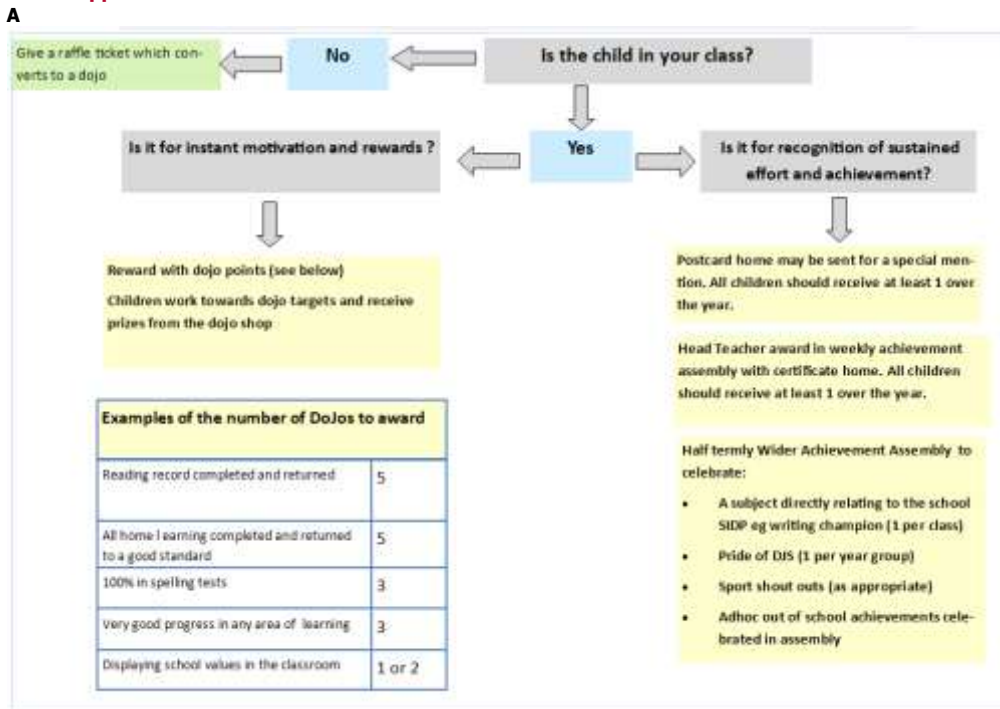 A
Give a raffle ticket which con-
verts to a dojo
No
Is the child in your class?
Is it for instant motivation and rewards ?
Yes
Is it for recognition of sustained
effort and achievement?
Reward with dojo points (see below)
Children work towards dojo targets and receive
prizes from the dojo shop
Postcard home may be sent for a special men-
tion. All children should receive at least 1 over
the year.
Head Teacher award in weekly achievement
assembly with certificate home. All children
should receive at least 1 over the year.
Half termly Wider Achievement Assembly to
celebrate:
• A subject directly relating to the school
SIDP eg writing champion (1 per class)
• Pride of DJS (1 per year group)
• Sport shout outs (as appropriate)
• Adhoc out of school achievements cele-
brated in assembly
Examples of the number of DoJos to award
Reading record completed and returned 5
All home learning completed and returned
to a good standard 5
100% in spelling tests 3
Very good progress in any area of learning 3
Displaying school values in the classroom 1 or 2